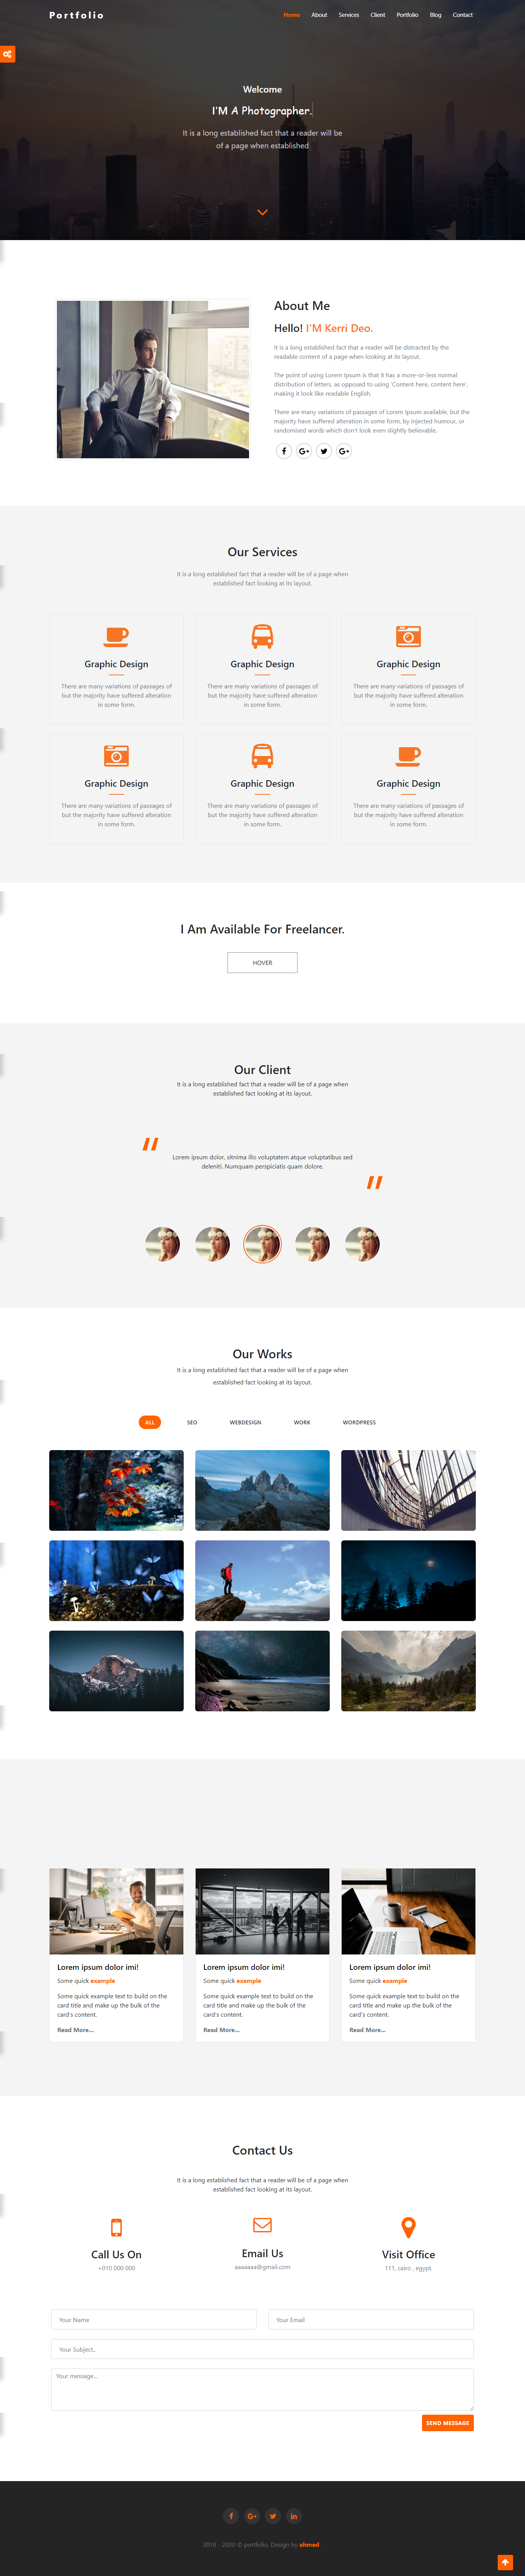 Portfolio
Home About Services Client Portfolio Blog Contact
Welcome
I'M A Photographer.
It is a long established fact that a reader will be
of a page when established
About Me
Hello! I'M Kerri Deo.
It is a long established fact that a reader will be distracted by the
readable content of a page when looking at its layout.
The point of using Lorem Ipsum is that it has a more-or-less normal
distribution of letters, as opposed to using 'Content here, content here',
making it look like readable English.
There are many variations of passages of Lorem Ipsum available, but the
majority have suffered alteration in some form, by injected humour, or
randomised words which don't look even slightly believable.
Our Services
It is a long established fact that a reader will be of a page when
established fact looking at its layout.
Graphic Design Graphic Design Graphic Design
There are many variations of passages of There are many variations of passages of There are many variations of passages of
but the majority have suffered alteration but the majority have suffered alteration but the majority have suffered alteration
in some form. in some form. in some form.
Graphic Design Graphic Design Graphic Design
There are many variations of passages of There are many variations of passages of There are many variations of passages of
but the majority have suffered alteration but the majority have suffered alteration but the majority have suffered alteration
in some form. in some form. in some form.
I Am Available For Freelancer.
HOVER
Our Client
It is a long established fact that a reader will be of a page when
established fact looking at its layout.
Lorem ipsum dolor, sitnima illo voluptatem atque voluptatibus sed
deleniti. Numquam perspiciatis quam dolore.
Our Works
It is a long established fact that a reader will be of a page when
established fact looking at its layout.
ALL SEO WEBDESIGN WORK WORDPRESS
Lorem ipsum dolor imi! Lorem ipsum dolor imi! Lorem ipsum dolor imi!
Some quick example Some quick example Some quick example
Some quick example text to build on the Some quick example text to build on the Some quick example text to build on the
card title and make up the bulk of the card title and make up the bulk of the card title and make up the bulk of the
card's content. card's content. card's content.
Read More... Read More... Read More...
Contact Us
It is a long established fact that a reader will be of a page when
established fact looking at its layout.
Call Us On Email Us Visit Office
+010 000 000 aaaaaaa@gmail.com 111, cairo , egypt.
Your Name Your Email
Your Subject..
Your message...
SEND MESSAGE
2018 - 2020 © portfolio. Design by ahmed.